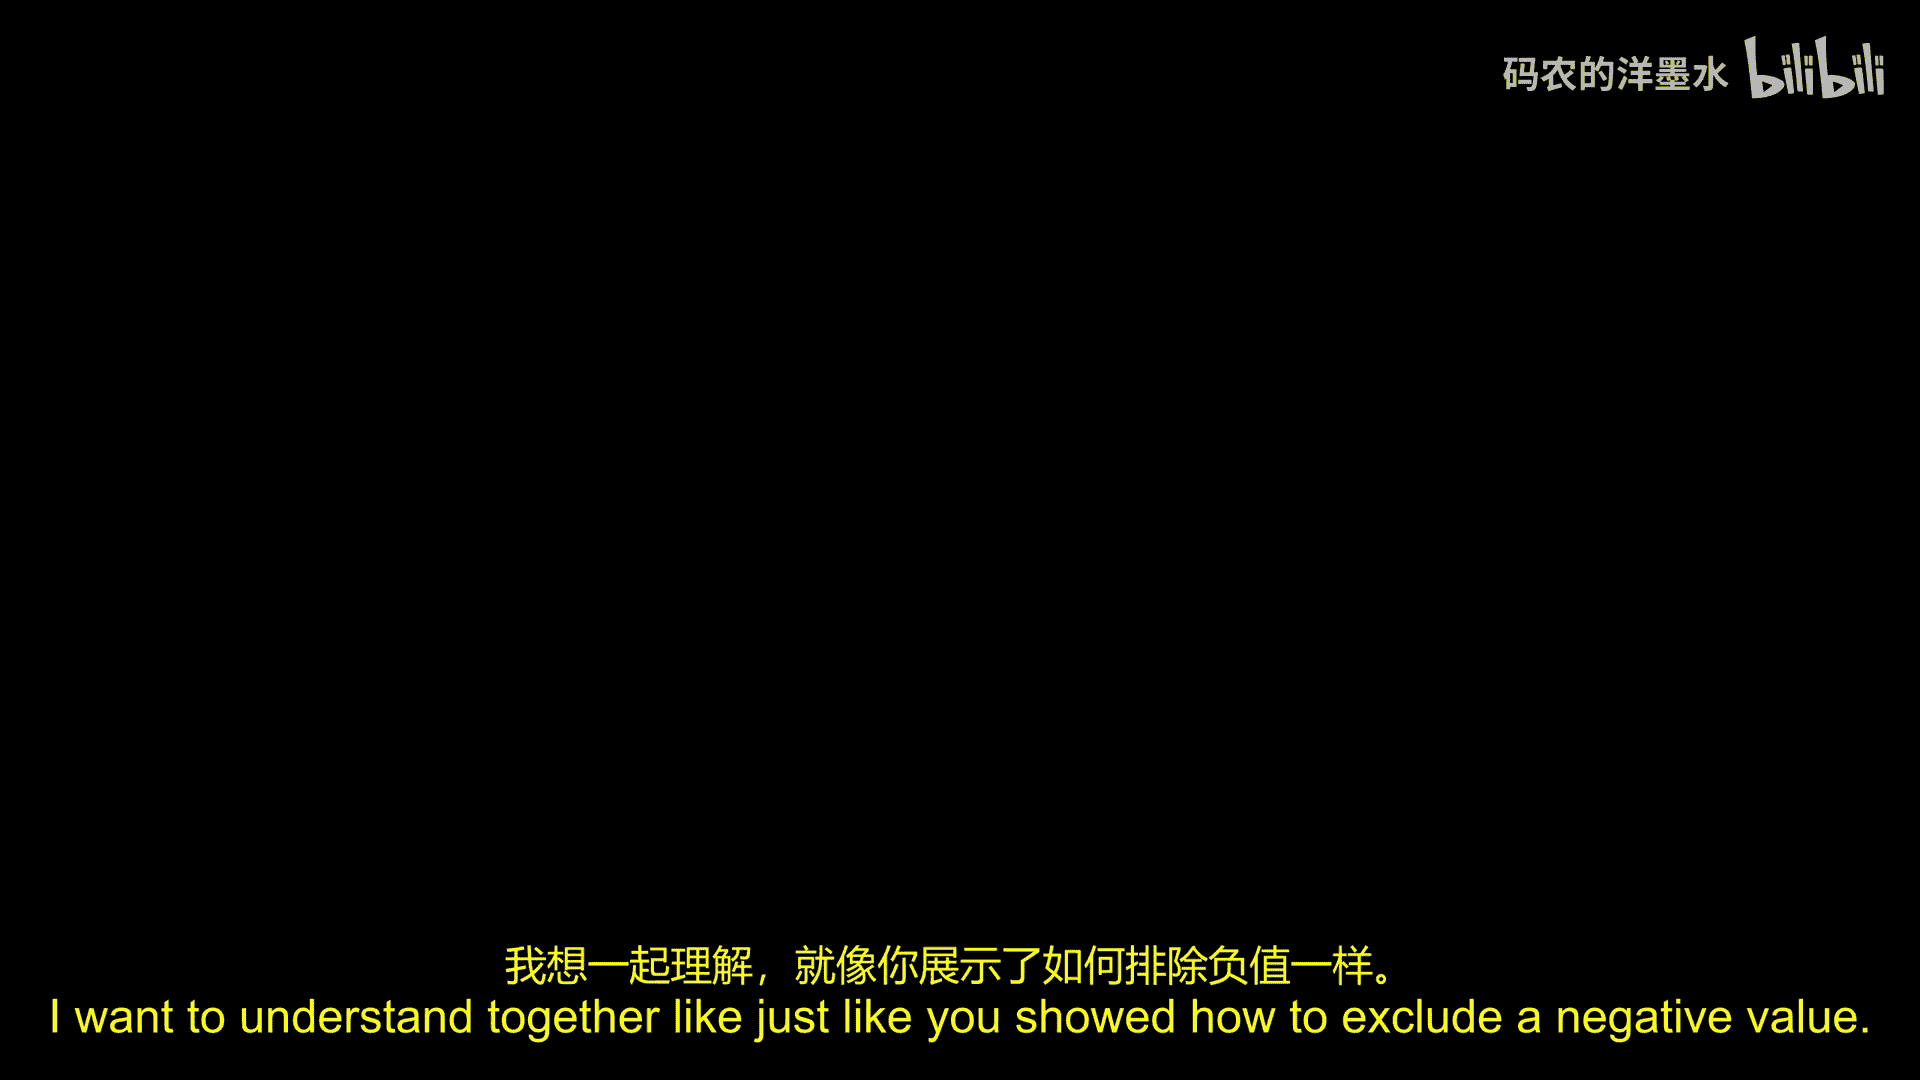 码农的洋墨水 bilibili
我想一起理解，就像你展示了如何排除负值一样。
I want to understand together like just like you showed how to exclude a negative value.